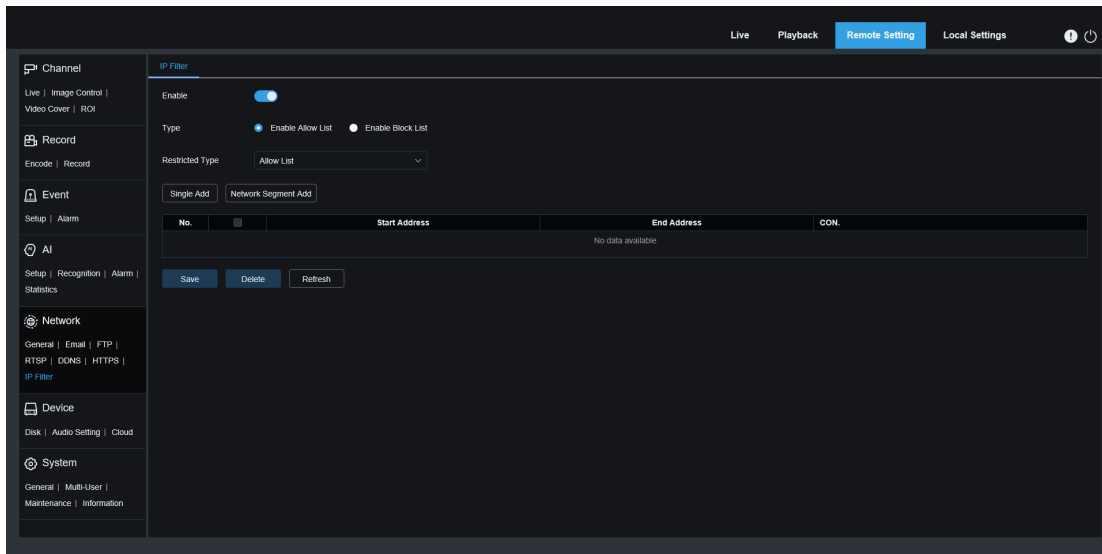 Live Playback Remote Setting Local Settings
Channel
Live | Image Control |
Video Cover | ROI
Record
Encode | Record
Event
Setup | Alarm
AI
Setup | Recognition | Alarm |
Statistics
Network
General | Email | FTP |
RTSP | DDNS | HTTPS |
IP Filter
Device
Disk | Audio Setting | Cloud
System
General | Multi-User |
Maintenance | Information
IP Filter
Enable
Type Enable Allow List Enable Block List
Restricted Type Allow List
Single Add Network Segment Add
No. Start Address End Address CON.
No data available
Save Delete Refresh